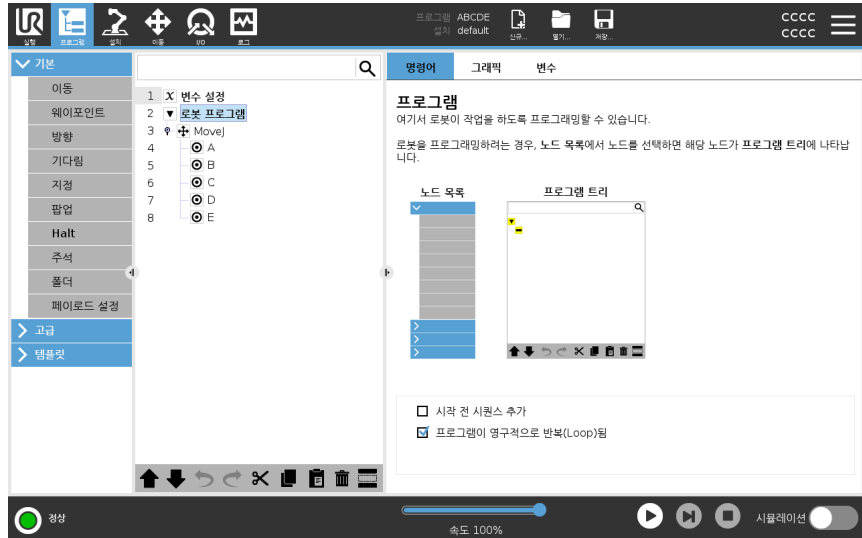 UR
실행
프로그램
설치
이동
I/O
로그
프로그램 ABCDE
설치 default
신규...
열기...
저장...
CCCC
CCCC
기본
이동
웨이포인트
방향
기다림
지정
팝업
Halt
주석
폴더
페이로드 설정
고급
템플릿
1 X 변수 설정
2 ▼ 로봇 프로그램
3 MoveJ
4 A
5 B
6 C
7 D
8 E
명령어 그래픽 변수
프로그램
여기서 로봇이 작업을 하도록 프로그래밍할 수 있습니다.
로봇을 프로그래밍하려는 경우, 노드 목록에서 노드를 선택하면 해당 노드가 프로그램 트리에 나타납
니다.
노드 목록 프로그램 트리
시작 전 시퀀스 추가
프로그램이 영구적으로 반복(Loop)됨
정상
속도 100%
시뮬레이션